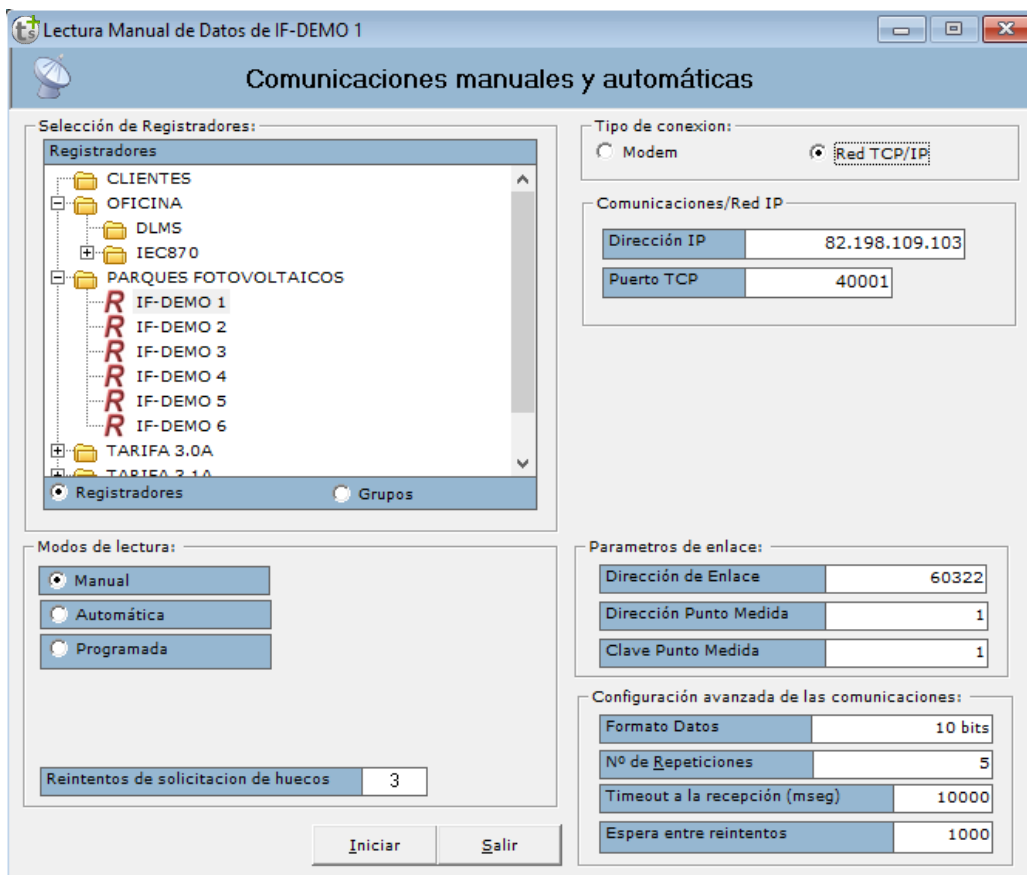 Lectura Manual de Datos de IF-DEMO 1
Comunicaciones manuales y automáticas
Selección de Registradores:
Registradores
CLIENTES
OFICINA
DLMS
IEC870
PARQUES FOTOVOLTAICOS
R IF-DEMO 1
R IF-DEMO 2
R IF-DEMO 3
R IF-DEMO 4
R IF-DEMO 5
R IF-DEMO 6
TARIFA 3.0A
TARIFA 3.1A
Registradores Grupos
Tipo de conexion:
Modem Red TCP/IP
Comunicaciones/Red IP
Dirección IP 82.198.109.103
Puerto TCP 40001
Modos de lectura:
Manual
Automática
Programada
Reintentos de solicitacion de huecos 3
Iniciar Salir
Parametros de enlace:
Dirección de Enlace 60322
Dirección Punto Medida 1
Clave Punto Medida 1
Configuración avanzada de las comunicaciones:
Formato Datos 10 bits
Nº de Repeticiones 5
Timeout a la recepción (mseg) 10000
Espera entre reintentos 1000